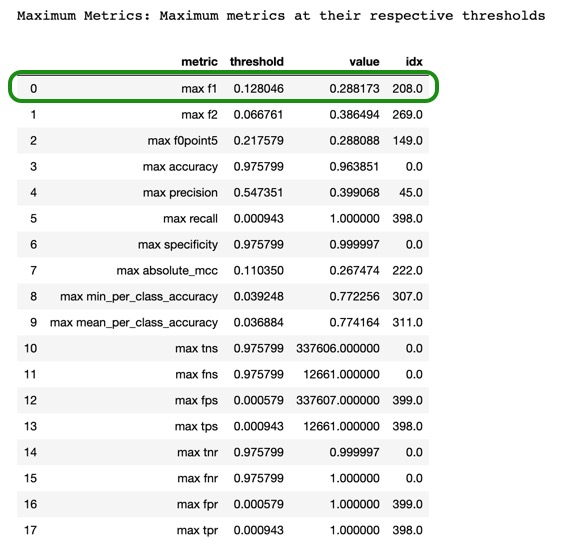 Maximum Metrics: Maximum metrics at their respective thresholds
metric threshold value idx
0 max f1 0.128046 0.288173 208.0
1 max f2 0.066761 0.386494 269.0
2 max f0point5 0.217579 0.288088 149.0
3 max accuracy 0.975799 0.963851 0.0
4 max precision 0.547351 0.399068 45.0
5 max recall 0.000943 1.000000 398.0
6 max specificity 0.975799 0.999997 0.0
7 max absolute_mcc 0.110350 0.267474 222.0
8 max min_per_class_accuracy 0.039248 0.772256 307.0
9 max mean_per_class_accuracy 0.036884 0.774164 311.0
10 max tns 0.975799 337606.000000 0.0
11 max fns 0.975799 12661.000000 0.0
12 max fps 0.000579 337607.000000 399.0
13 max tps 0.000943 12661.000000 398.0
14 max tnr 0.975799 0.999997 0.0
15 max fnr 0.975799 1.000000 0.0
16 max fpr 0.000579 1.000000 399.0
17 max tpr 0.000943 1.000000 398.0